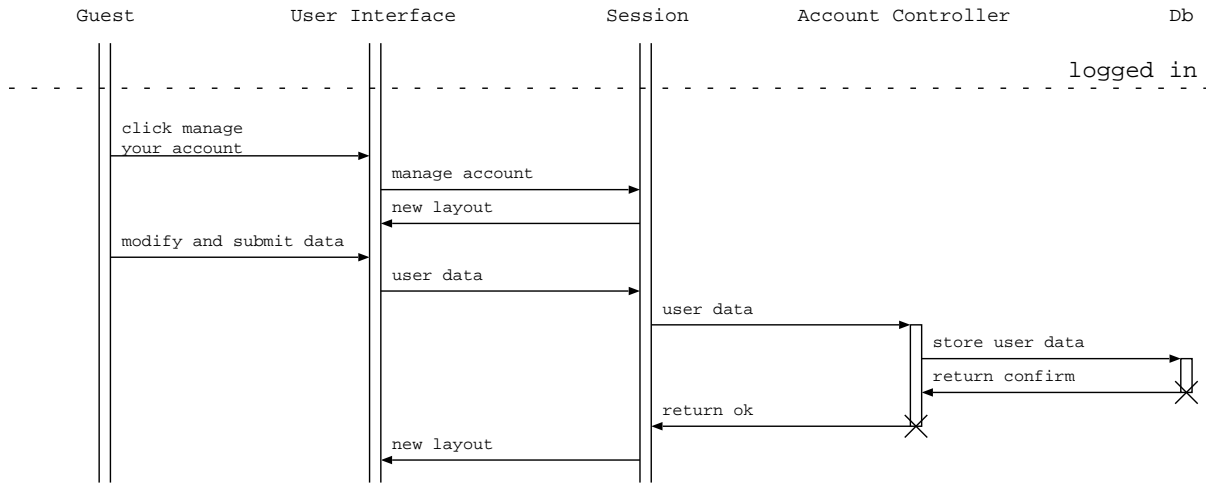 Guest
User Interface
Session
Account Controller
Db
logged in
click manage
your account
manage account
new layout
modify and submit data
user data
user data
store user data
return confirm
return ok
new layout